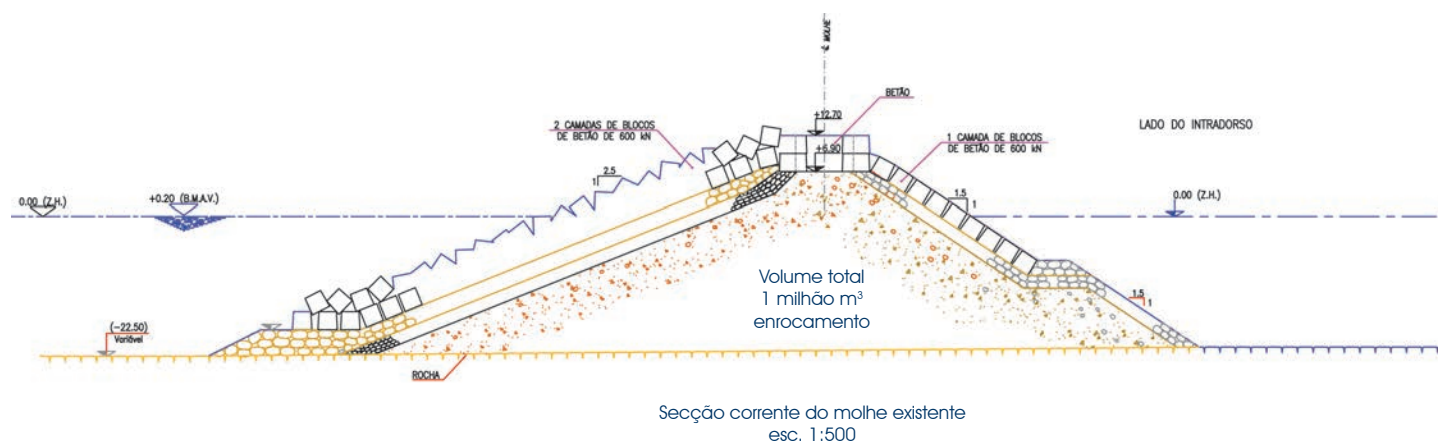 ℄ MOLHE
BETÃO
+12.70
2 CAMADAS DE BLOCOS
DE BETÃO DE 600 kN
+6.90
1 CAMADA DE BLOCOS
DE BETÃO DE 600 kN
LADO DO INTRADORSO
2.5
1
1.5
1
0.00 (Z.H.)
+0.20 (B.M.A.V.)
0.00 (Z.H.)
Volume total
1 milhão m³
enrocamento
1.5
1
(-22.50)
Variável
ROCHA
Secção corrente do molhe existente
esc. 1:500